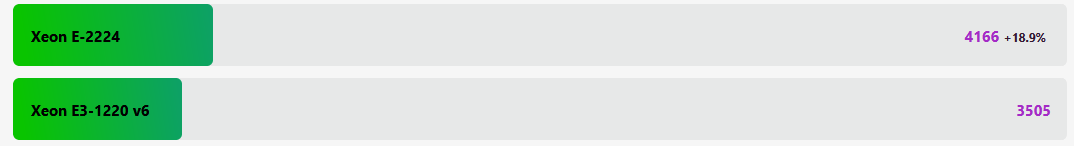 Xeon E-2224 4166 +18.9%
Xeon E3-1220 v6 3505